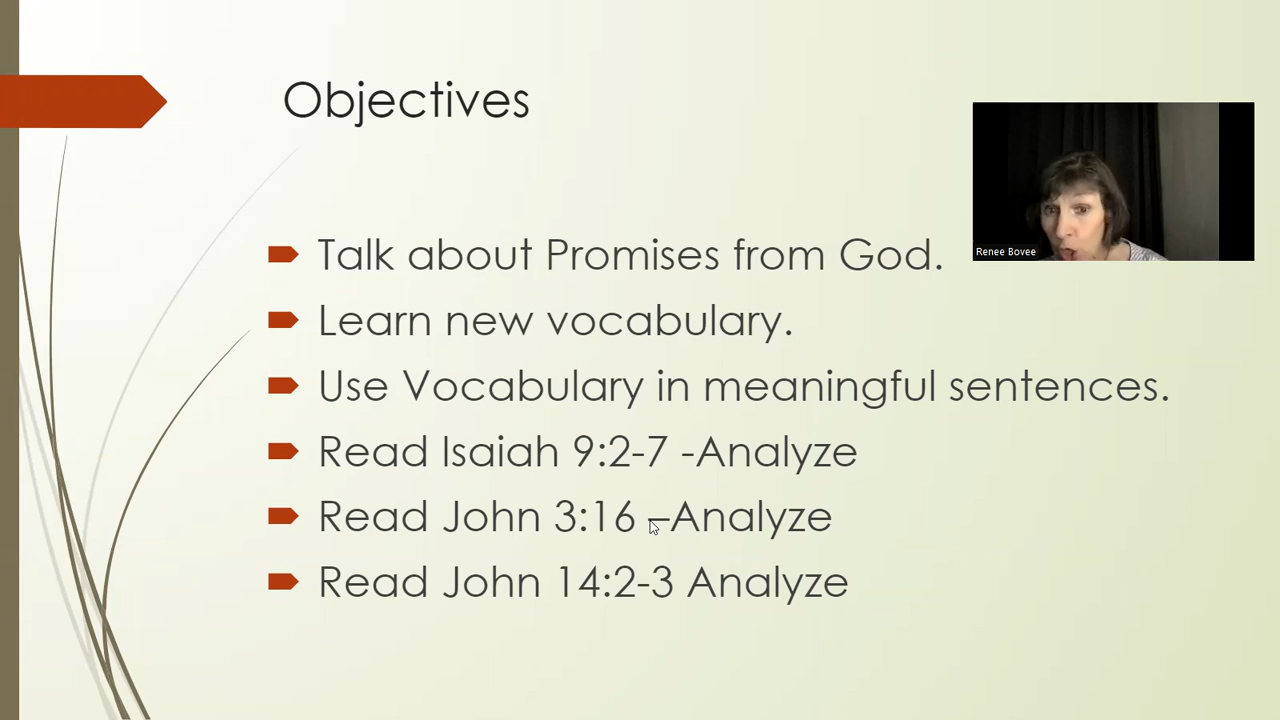 Objectives
Talk about Promises from God.
Renee Bovee
Learn new vocabulary.
Use Vocabulary in meaningful sentences.
Read Isaiah 9:2-7 -Analyze
Read John 3:16 –Analyze
Read John 14:2-3 Analyze